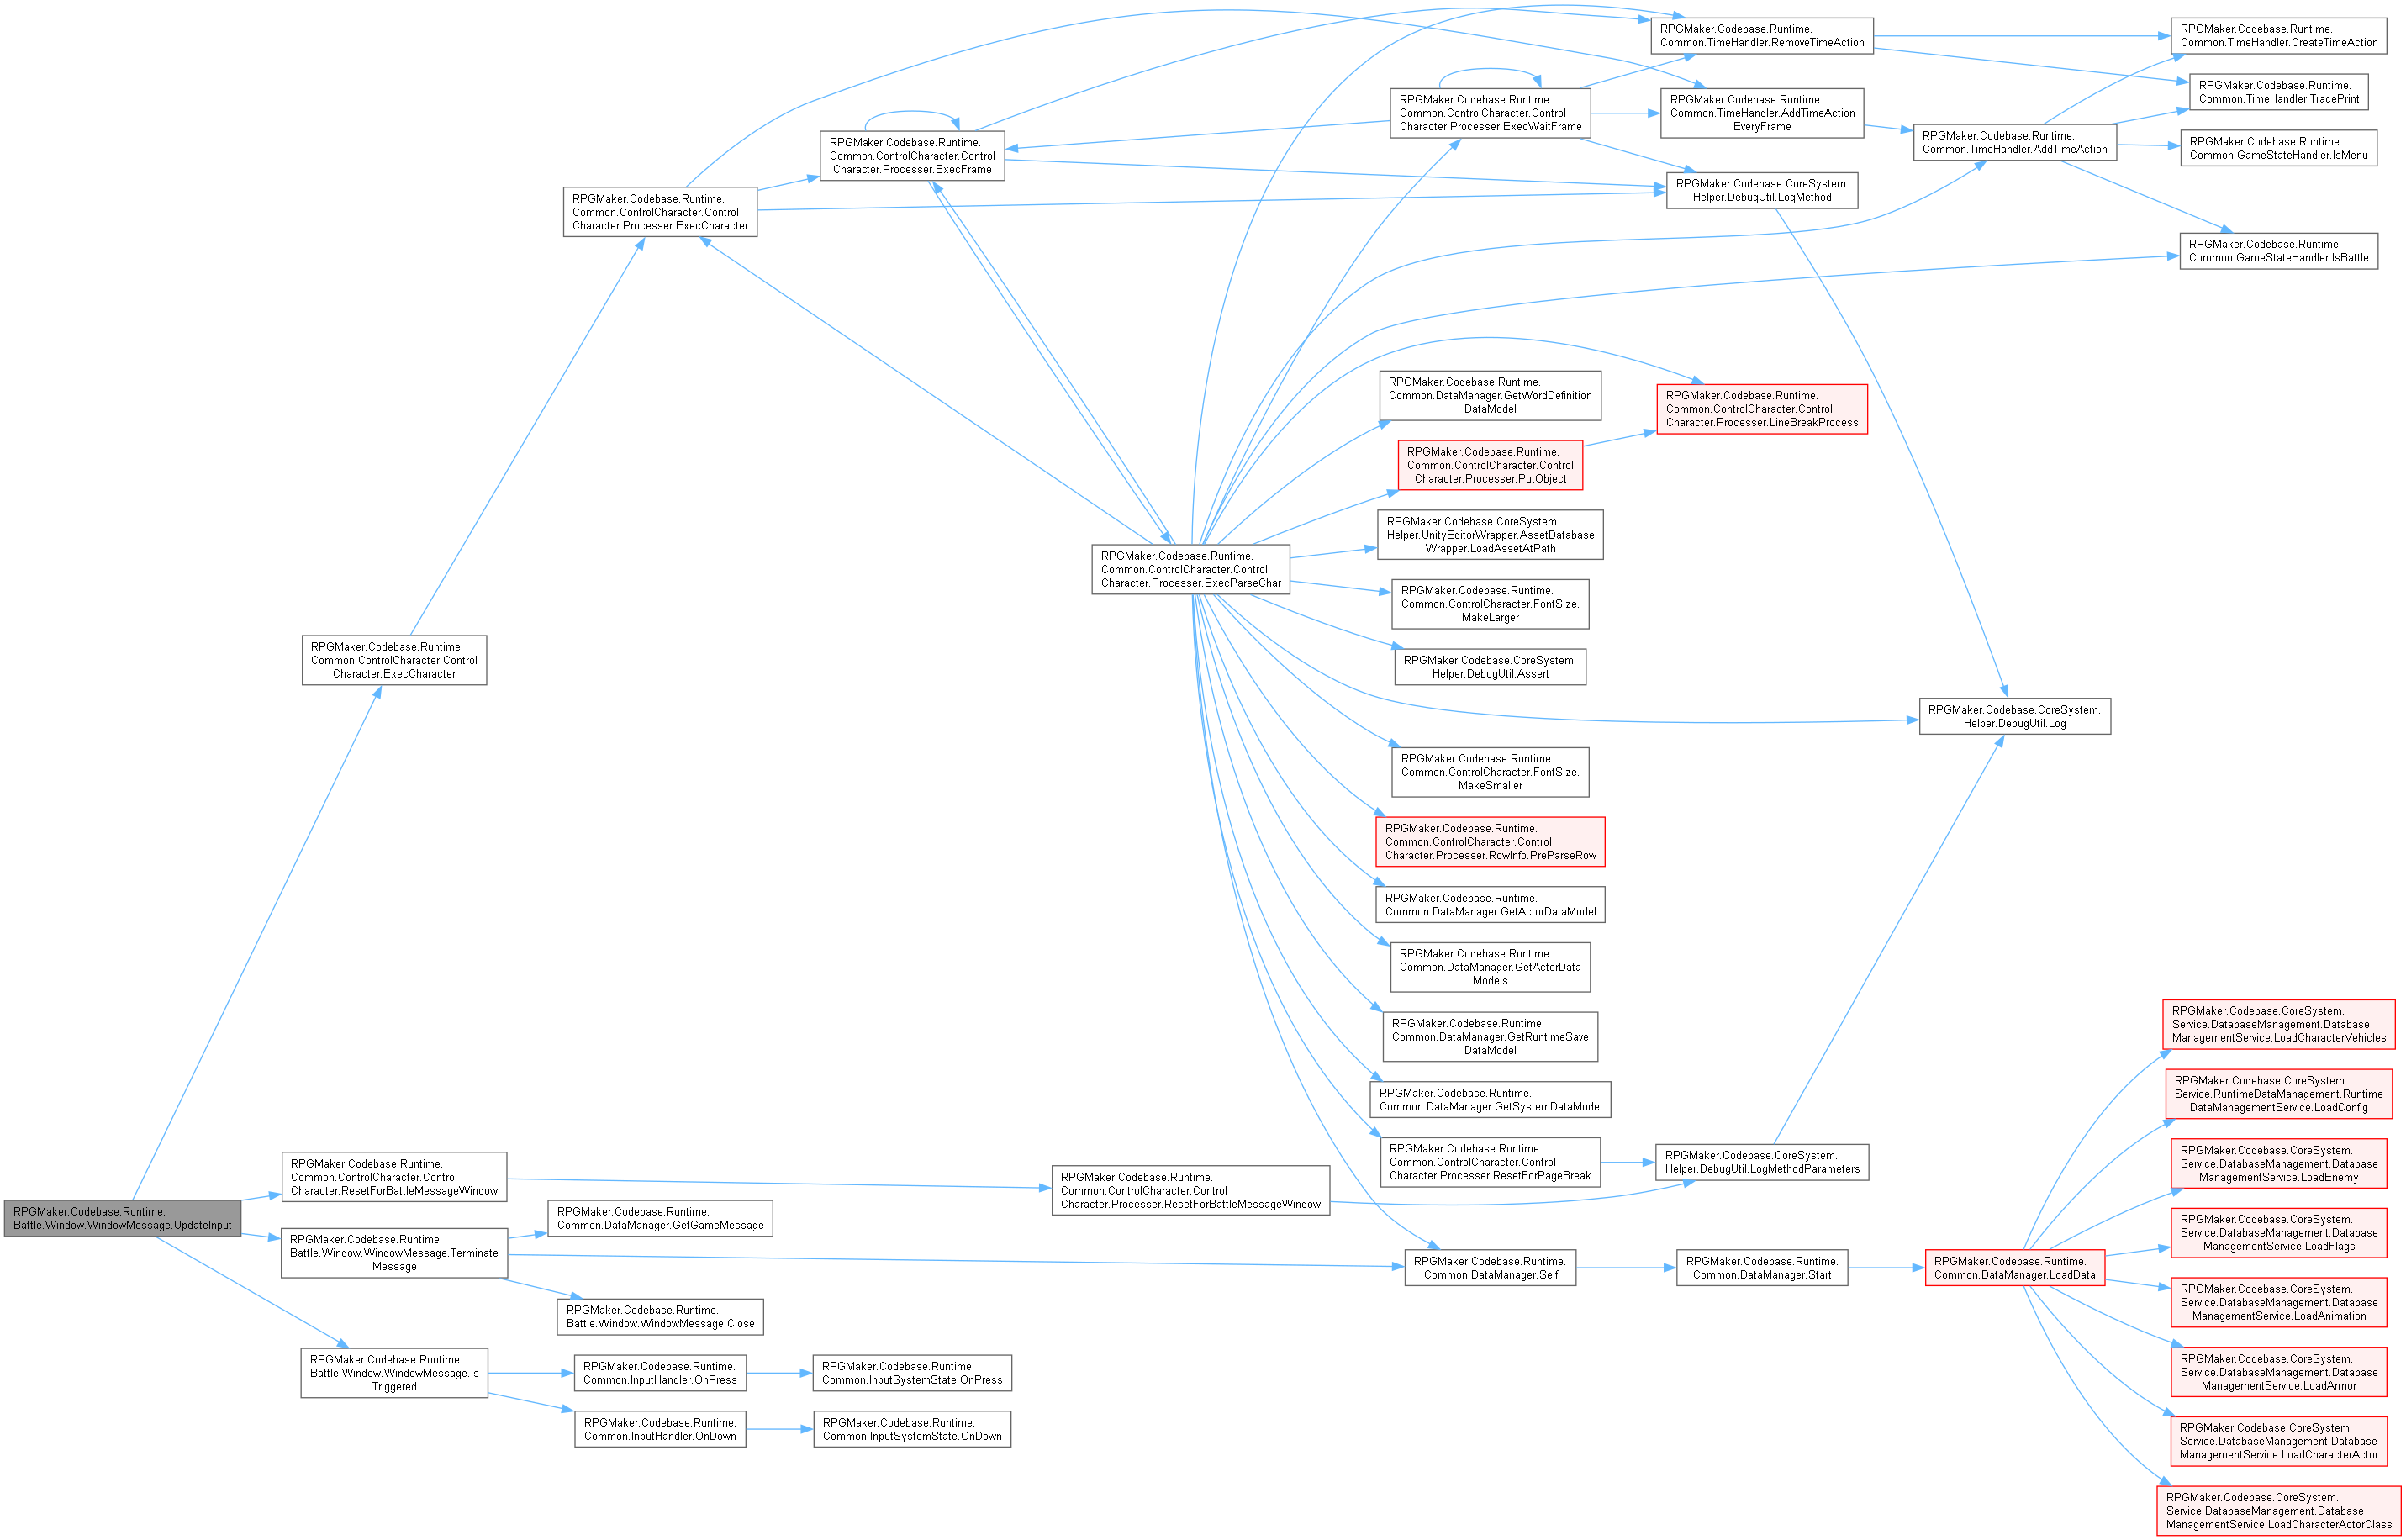 RPGMaker.Codebase.Runtime.
Battle.Window.WindowMessage.UpdateInput
RPGMaker.Codebase.Runtime.
Common.ControlCharacter.Control
Character.ExecCharacter
RPGMaker.Codebase.Runtime.
Common.ControlCharacter.Control
Character.ResetForBattleMessageWindow
RPGMaker.Codebase.Runtime.
Battle.Window.WindowMessage.Terminate
Message
RPGMaker.Codebase.Runtime.
Battle.Window.WindowMessage.Is
Triggered
RPGMaker.Codebase.Runtime.
Common.ControlCharacter.Control
Character.Processer.ExecCharacter
RPGMaker.Codebase.Runtime.
Common.DataManager.GetGameMessage
RPGMaker.Codebase.Runtime.
Battle.Window.WindowMessage.Close
RPGMaker.Codebase.Runtime.
Common.InputHandler.OnPress
RPGMaker.Codebase.Runtime.
Common.InputHandler.OnDown
RPGMaker.Codebase.Runtime.
Common.ControlCharacter.Control
Character.Processer.ExecFrame
RPGMaker.Codebase.Runtime.
Common.InputSystemState.OnPress
RPGMaker.Codebase.Runtime.
Common.InputSystemState.OnDown
RPGMaker.Codebase.Runtime.
Common.ControlCharacter.Control
Character.Processer.ExecParseChar
RPGMaker.Codebase.Runtime.
Common.ControlCharacter.Control
Character.Processer.ResetForBattleMessageWindow
RPGMaker.Codebase.Runtime.
Common.ControlCharacter.Control
Character.Processer.ExecWaitFrame
RPGMaker.Codebase.Runtime.
Common.DataManager.GetWordDefinition
DataModel
RPGMaker.Codebase.Runtime.
Common.ControlCharacter.Control
Character.Processer.PutObject
RPGMaker.Codebase.CoreSystem.
Helper.UnityEditorWrapper.AssetDatabase
Wrapper.LoadAssetAtPath
RPGMaker.Codebase.Runtime.
Common.ControlCharacter.FontSize.
MakeLarger
RPGMaker.Codebase.CoreSystem.
Helper.DebugUtil.Assert
RPGMaker.Codebase.Runtime.
Common.ControlCharacter.FontSize.
MakeSmaller
RPGMaker.Codebase.Runtime.
Common.ControlCharacter.Control
Character.Processer.RowInfo.PreParseRow
RPGMaker.Codebase.Runtime.
Common.DataManager.GetActorDataModel
RPGMaker.Codebase.Runtime.
Common.DataManager.GetActorData
Models
RPGMaker.Codebase.Runtime.
Common.DataManager.GetRuntimeSave
DataModel
RPGMaker.Codebase.Runtime.
Common.DataManager.GetSystemDataModel
RPGMaker.Codebase.Runtime.
Common.ControlCharacter.Control
Character.Processer.ResetForPageBreak
RPGMaker.Codebase.Runtime.
Common.DataManager.Self
RPGMaker.Codebase.Runtime.
Common.TimeHandler.RemoveTimeAction
RPGMaker.Codebase.Runtime.
Common.TimeHandler.AddTimeAction
EveryFrame
RPGMaker.Codebase.CoreSystem.
Helper.DebugUtil.LogMethod
RPGMaker.Codebase.Runtime.
Common.ControlCharacter.Control
Character.Processer.LineBreakProcess
RPGMaker.Codebase.CoreSystem.
Helper.DebugUtil.LogMethodParameters
RPGMaker.Codebase.Runtime.
Common.DataManager.Start
RPGMaker.Codebase.Runtime.
Common.TimeHandler.AddTimeAction
RPGMaker.Codebase.CoreSystem.
Helper.DebugUtil.Log
RPGMaker.Codebase.Runtime.
Common.DataManager.LoadData
RPGMaker.Codebase.Runtime.
Common.TimeHandler.CreateTimeAction
RPGMaker.Codebase.Runtime.
Common.TimeHandler.TracePrint
RPGMaker.Codebase.Runtime.
Common.GameStateHandler.IsMenu
RPGMaker.Codebase.Runtime.
Common.GameStateHandler.IsBattle
RPGMaker.Codebase.CoreSystem.
Service.DatabaseManagement.Database
ManagementService.LoadCharacterVehicles
RPGMaker.Codebase.CoreSystem.
Service.RuntimeDataManagement.Runtime
DataManagementService.LoadConfig
RPGMaker.Codebase.CoreSystem.
Service.DatabaseManagement.Database
ManagementService.LoadEnemy
RPGMaker.Codebase.CoreSystem.
Service.DatabaseManagement.Database
ManagementService.LoadFlags
RPGMaker.Codebase.CoreSystem.
Service.DatabaseManagement.Database
ManagementService.LoadAnimation
RPGMaker.Codebase.CoreSystem.
Service.DatabaseManagement.Database
ManagementService.LoadArmor
RPGMaker.Codebase.CoreSystem.
Service.DatabaseManagement.Database
ManagementService.LoadCharacterActor
RPGMaker.Codebase.CoreSystem.
Service.DatabaseManagement.Database
ManagementService.LoadCharacterActorClass